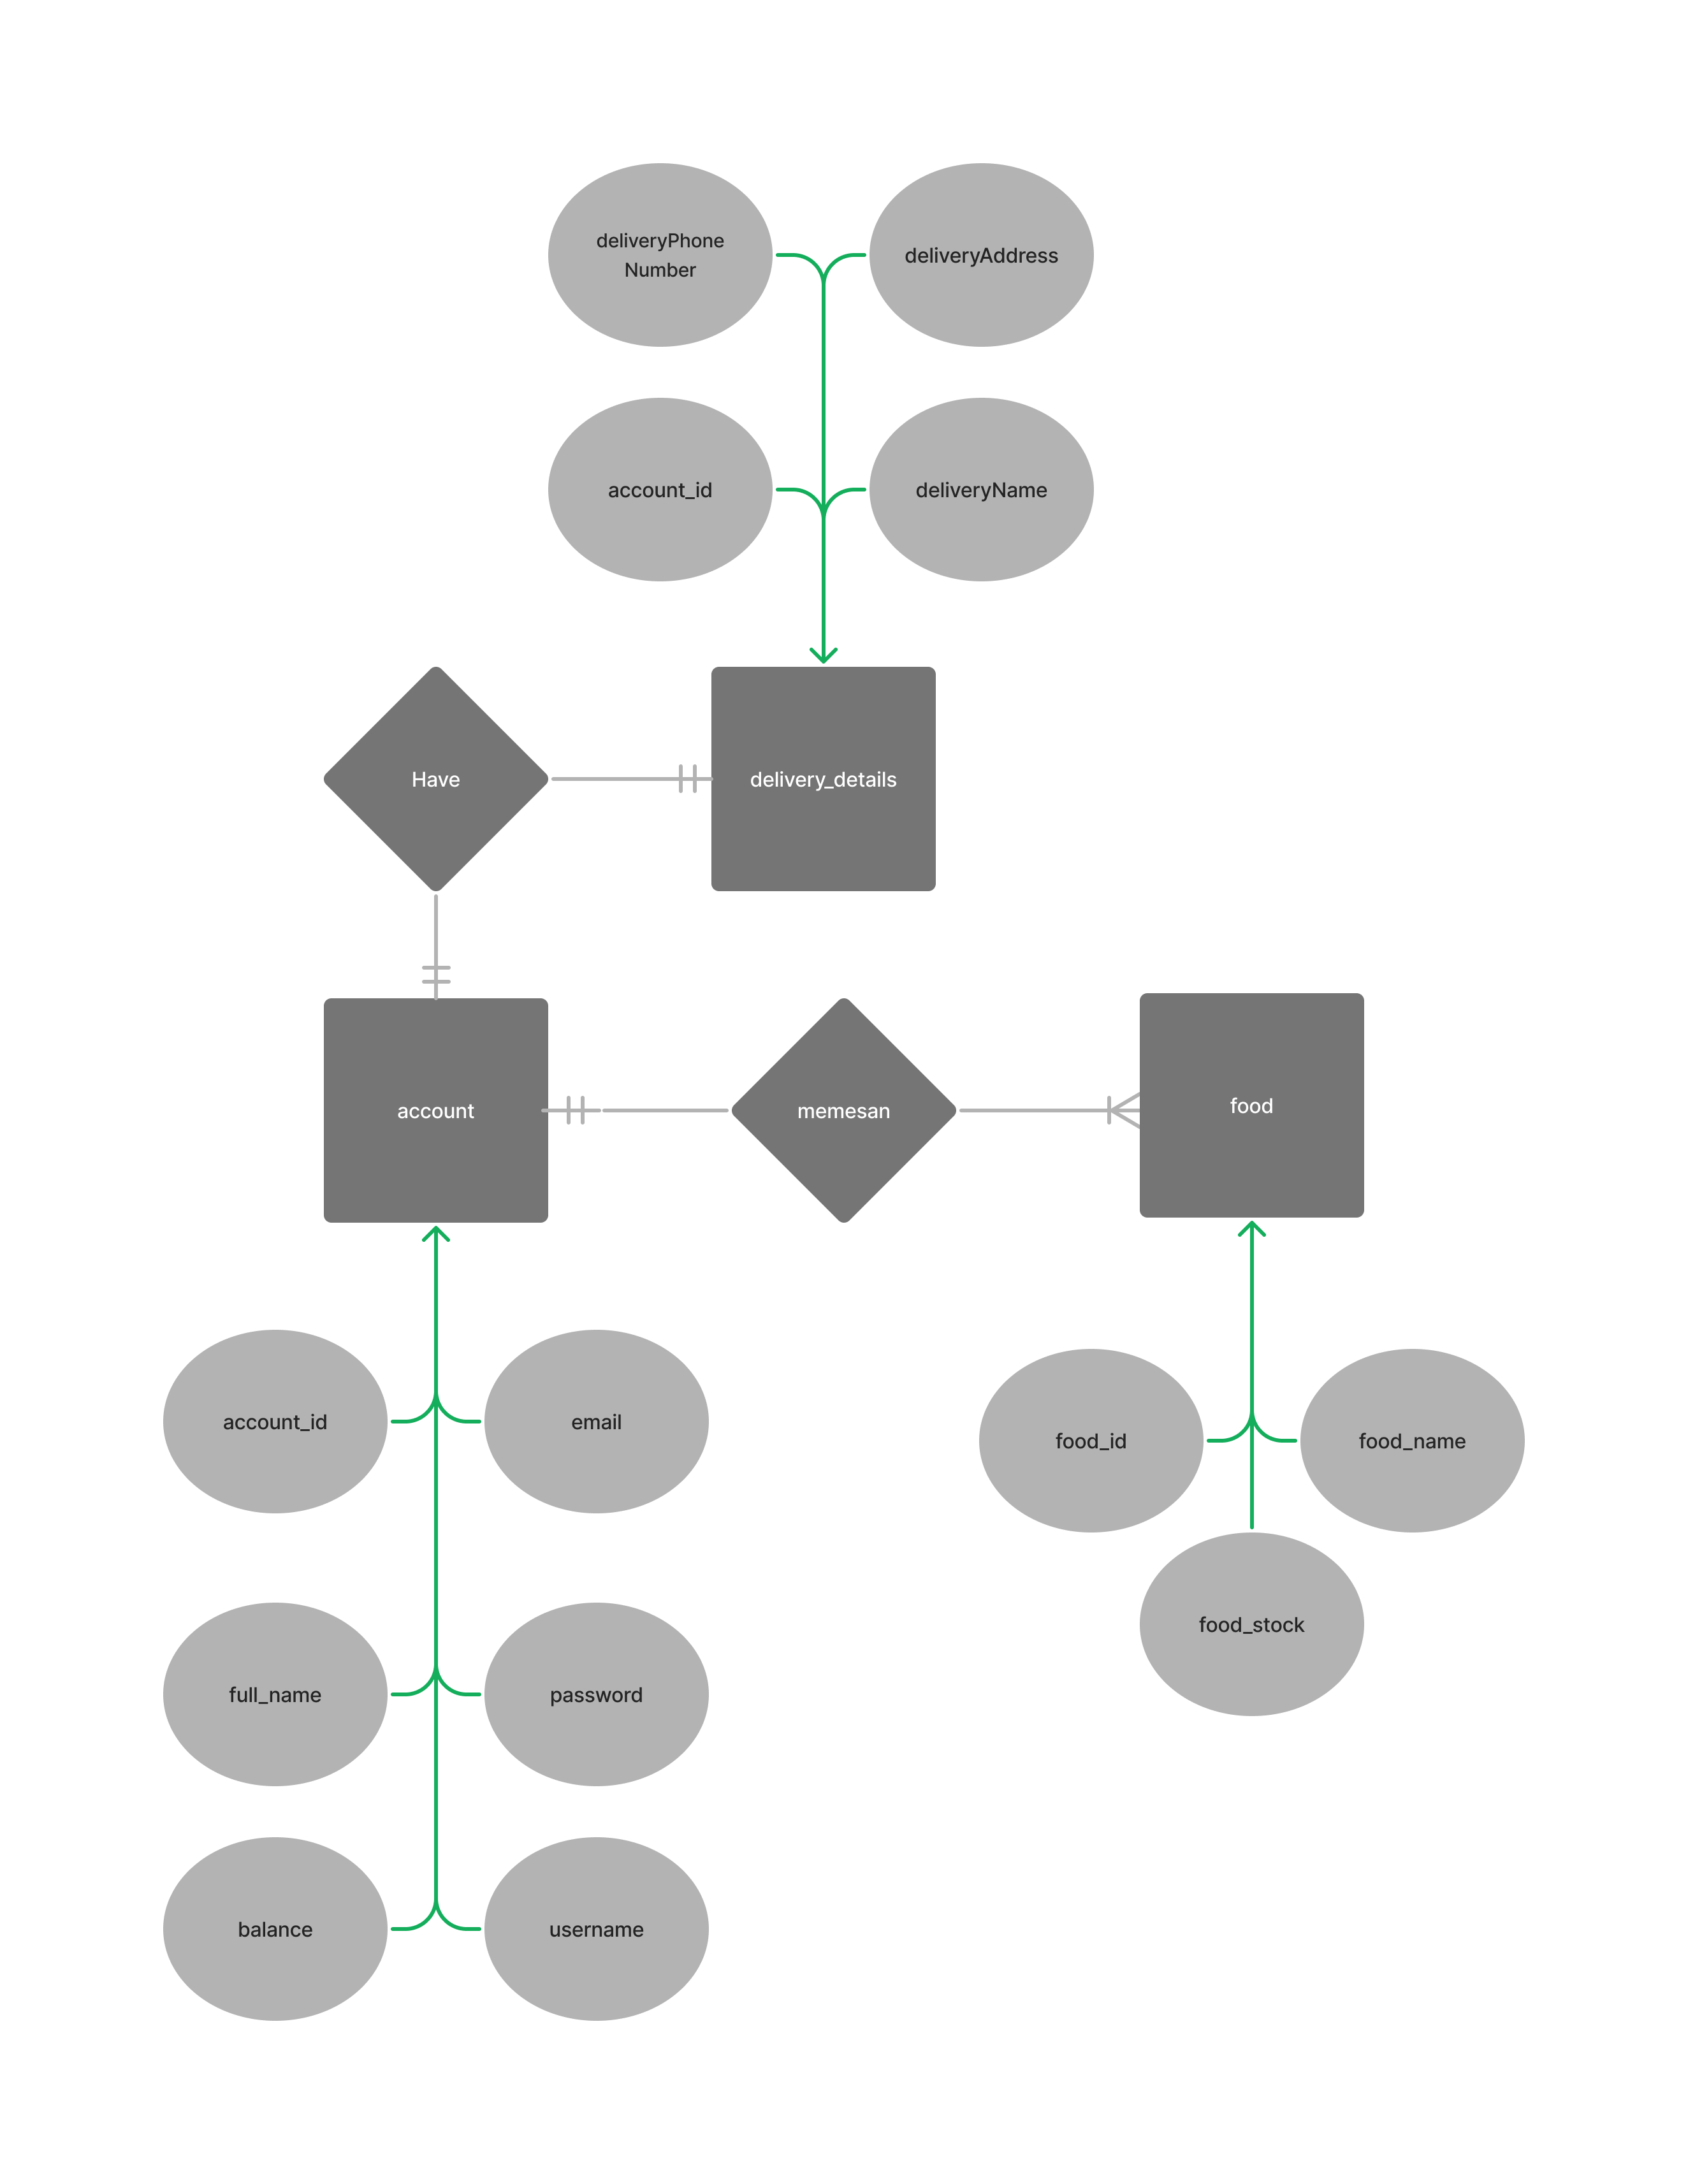 deliveryPhone
Number
deliveryAddress
account_id
deliveryName
Have
delivery_details
account
memesan
food
account_id
email
food_id
food_name
food_stock
full_name
password
balance
username